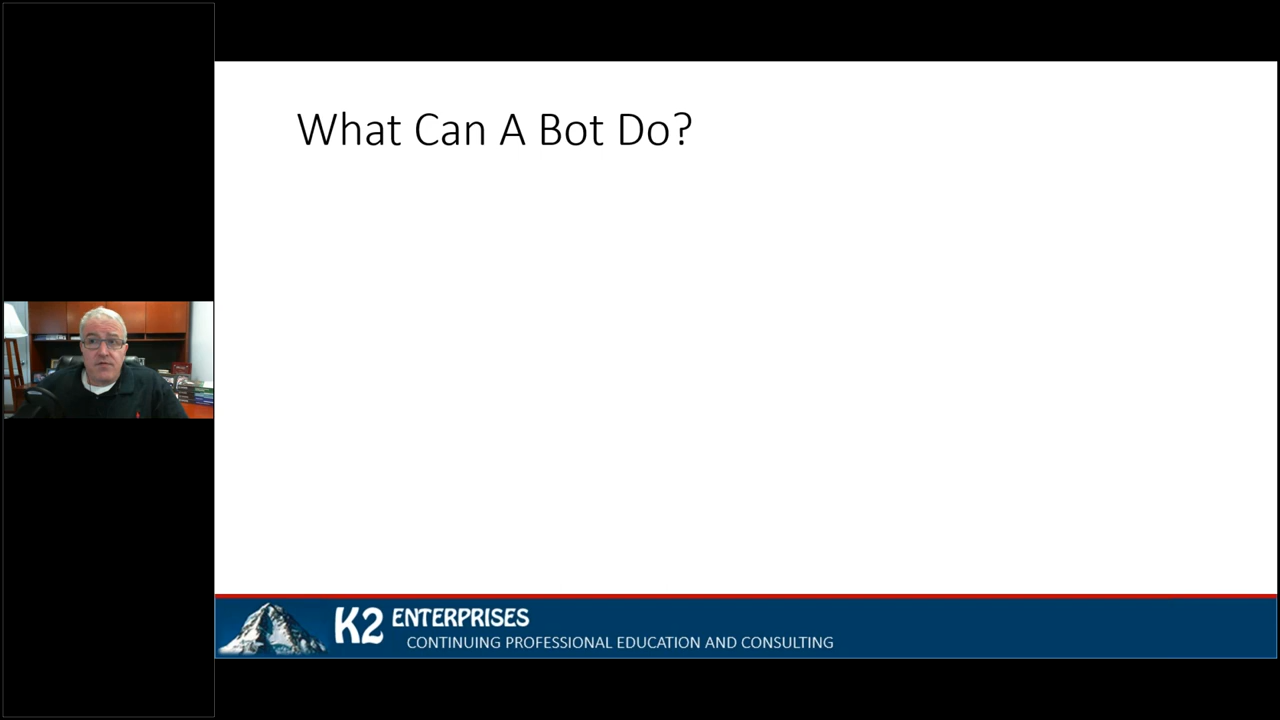 What Can A Bot Do?
K2 ENTERPRISES
CONTINUING PROFESSIONAL EDUCATION AND CONSULTING